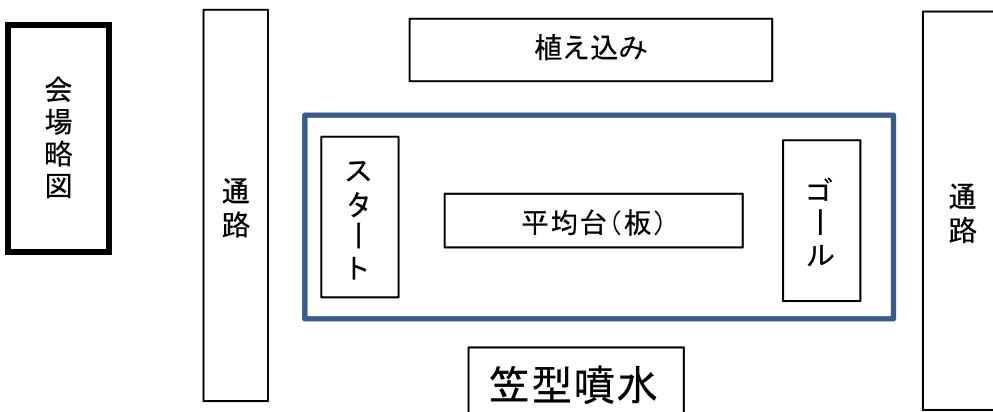 会場略図
通路
植え込み
スタート
平均台(板)
ゴール
通路
笠型噴水